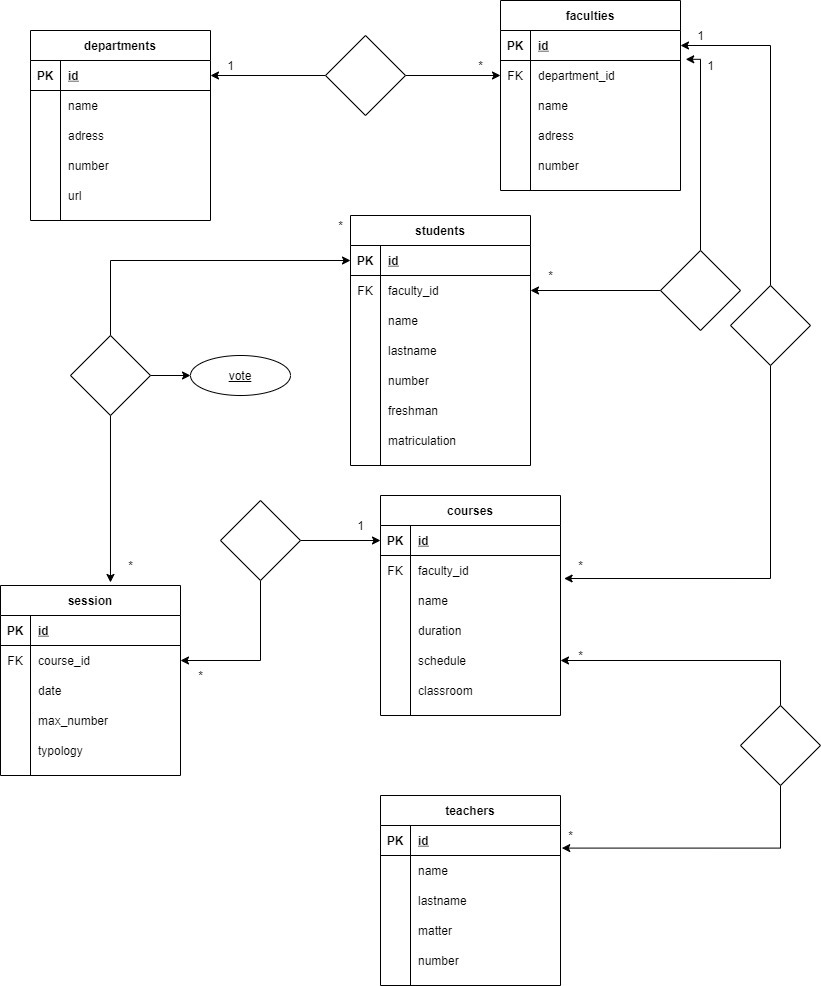 faculties
PK id
FK department_id
name
adress
number
departments
PK id
name
adress
number
url
1
*
1
1
students
PK id
FK faculty_id
name
lastname
number
freshman
matriculation
*
*
vote
courses
PK id
FK faculty_id
name
duration
schedule
classroom
1
*
*
session
PK id
FK course_id
date
max_number
typology
*
*
teachers
PK id
name
lastname
matter
number
*